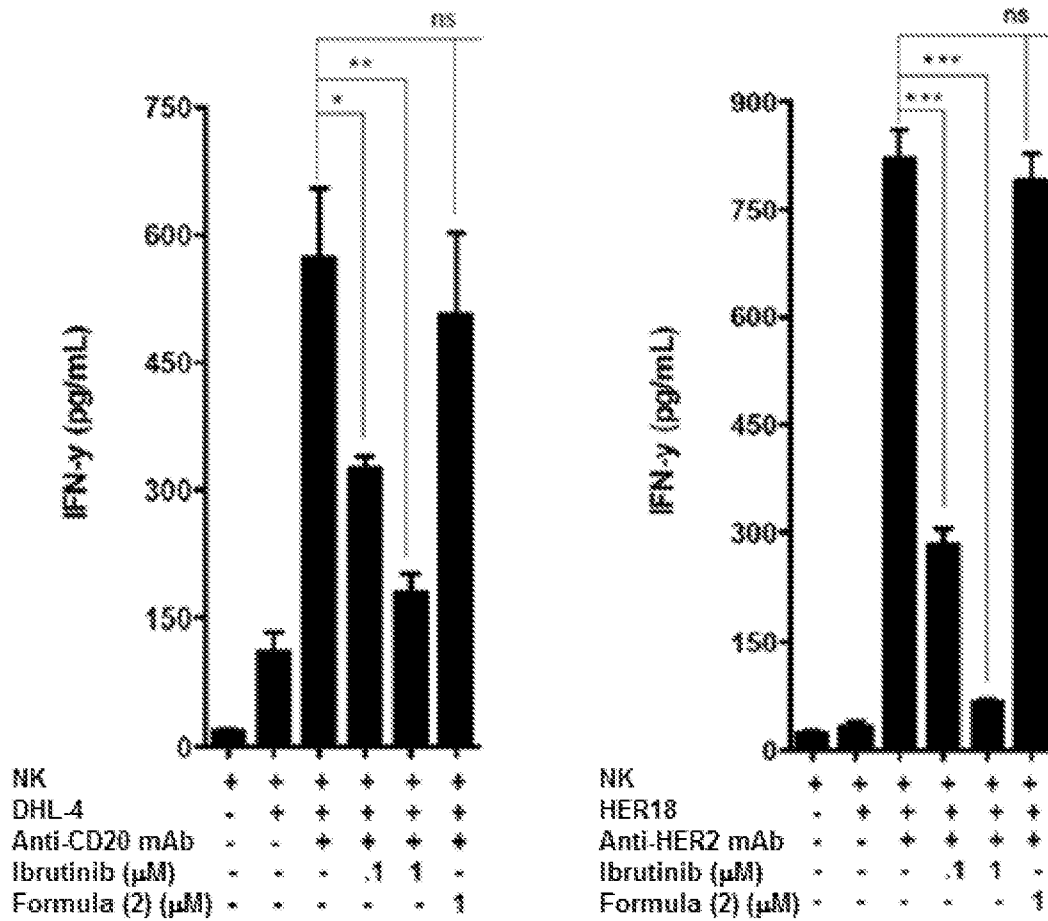 ns
**
*
750
600
450
300
150
0
IFN-y (pg/mL)
NK + + + + + +
DHL-4 - + + + + +
Anti-CD20 mAb - - + + + +
Ibrutinib (μM) - - - .1 1 -
Formula (2) (μM) - - - - - 1
ns
***
***
900
750
600
450
300
150
0
IFN-y (pg/mL)
NK + + + + + +
HER18 - + + + + +
Anti-HER2 mAb - - + + + +
Ibrutinib (μM) - - - .1 1 -
Formula (2) (μM) - - - - - 1